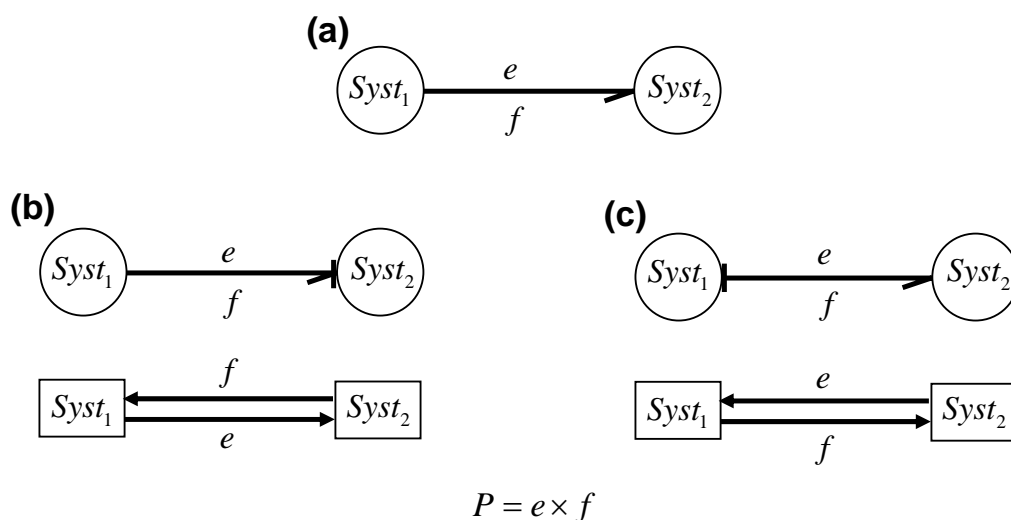 (a)
Syst₁ e Syst₂
f
(b) (c)
Syst₁ e Syst₂ Syst₁ e Syst₂
f f
f e
Syst₁ Syst₂ Syst₁ Syst₂
e f
P = e × f